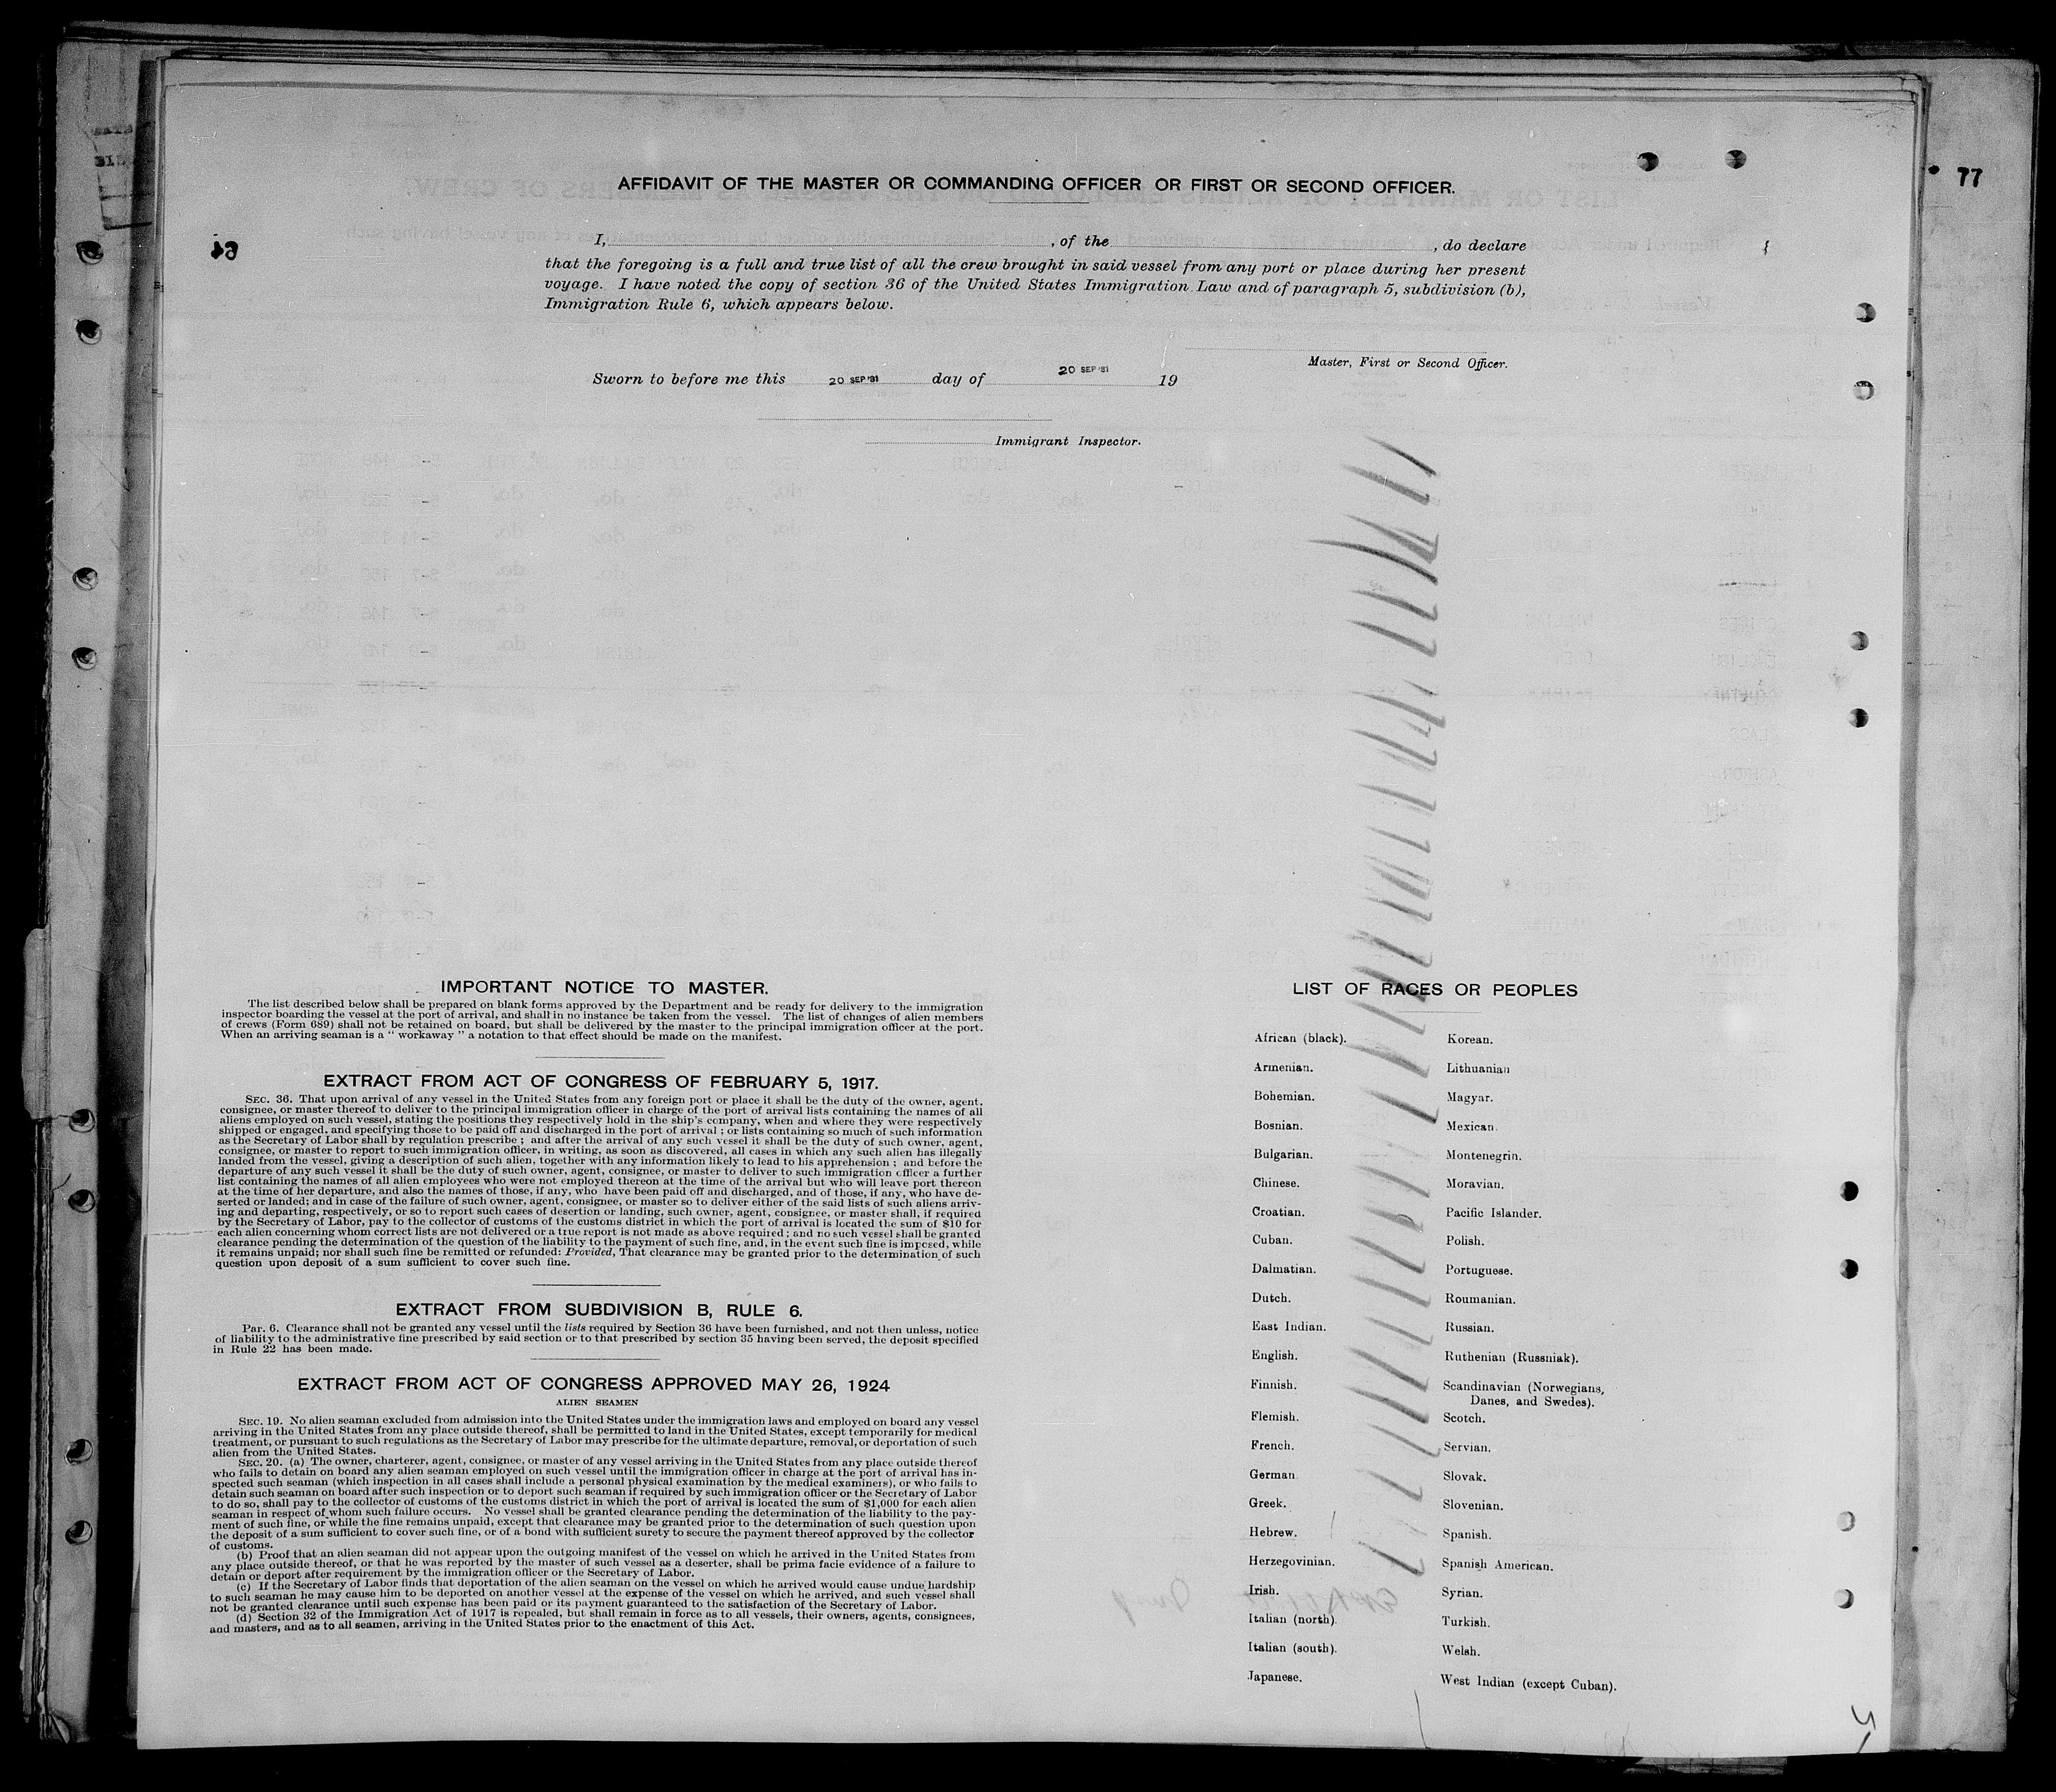 77
AFFIDAVIT OF THE MASTER OR COMMANDING OFFICER OR FIRST OR SECOND OFFICER.
I, , of the , do declare
that the foregoing is a full and true list of all the crew brought in said vessel from any port or place during her present
voyage. I have noted the copy of section 36 of the United States Immigration Law and of paragraph 5, subdivision (b),
Immigration Rule 6, which appears below.
Master, First or Second Officer.
Sworn to before me this 20 SEP '31 day of 20 SEP '31 19
Immigrant Inspector.
IMPORTANT NOTICE TO MASTER.
The list described below shall be prepared on blank forms approved by the Department and be ready for delivery to the immigration
inspector boarding the vessel at the port of arrival, and shall in no instance be taken from the vessel. The list of changes of alien members
of crews (Form 689) shall not be retained on board, but shall be delivered by the master to the principal immigration officer at the port.
When an arriving seaman is a " workaway " a notation to that effect should be made on the manifest.
EXTRACT FROM ACT OF CONGRESS OF FEBRUARY 5, 1917.
SEC. 36. That upon arrival of any vessel in the United States from any foreign port or place it shall be the duty of the owner, agent,
consignee, or master thereof to deliver to the principal immigration officer in charge of the port of arrival lists containing the names of all
aliens employed on such vessel, stating the positions they respectively hold in the ship's company, when and where they were respectively
shipped or engaged, and specifying those to be paid off and discharged in the port of arrival ; or lists containing so much of such information
as the Secretary of Labor shall by regulation prescribe ; and after the arrival of any such vessel it shall be the duty of such owner, agent,
consignee, or master to report to such immigration officer, in writing, as soon as discovered, all cases in which any such alien has illegally
landed from the vessel, giving a description of such alien, together with any information likely to lead to his apprehension ; and before the
departure of any such vessel it shall be the duty of such owner, agent, consignee, or master to deliver to such immigration officer a further
list containing the names of all alien employees who were not employed thereon at the time of the arrival but who will leave port thereon
at the time of her departure, and also the names of those, if any, who have been paid off and discharged, and of those, if any, who have de-
serted or landed; and in case of the failure of such owner, agent, consignee, or master so to deliver either of the said lists of such aliens arriv-
ing and departing, respectively, or so to report such cases of desertion or landing, such owner, agent, consignee, or master shall, if required
by the Secretary of Labor, pay to the collector of customs of the customs district in which the port of arrival is located the sum of $10 for
each alien concerning whom correct lists are not delivered or a true report is not made as above required ; and no such vessel shall be granted
clearance pending the determination of the question of the liability to the payment of such fine, and, in the event such fine is imposed, while
it remains unpaid; nor shall such fine be remitted or refunded: Provided, That clearance may be granted prior to the determination of such
question upon deposit of a sum sufficient to cover such fine.
EXTRACT FROM SUBDIVISION B, RULE 6.
Par. 6. Clearance shall not be granted any vessel until the lists required by Section 36 have been furnished, and not then unless, notice
of liability to the administrative fine prescribed by said section or to that prescribed by section 35 having been served, the deposit specified
in Rule 22 has been made.
EXTRACT FROM ACT OF CONGRESS APPROVED MAY 26, 1924
ALIEN SEAMEN
SEC. 19. No alien seaman excluded from admission into the United States under the immigration laws and employed on board any vessel
arriving in the United States from any place outside thereof, shall be permitted to land in the United States, except temporarily for medical
treatment, or pursuant to such regulations as the Secretary of Labor may prescribe for the ultimate departure, removal, or deportation of such
alien from the United States.
SEC. 20. (a) The owner, charterer, agent, consignee, or master of any vessel arriving in the United States from any place outside thereof
who fails to detain on board any alien seaman employed on such vessel until the immigration officer in charge at the port of arrival has in-
spected such seaman (which inspection in all cases shall include a personal physical examination by the medical examiners), or who fails to
detain such seaman on board after such inspection or to deport such seaman if required by such immigration officer or the Secretary of Labor
to do so, shall pay to the collector of customs of the customs district in which the port of arrival is located the sum of $1,000 for each alien
seaman in respect of whom such failure occurs. No vessel shall be granted clearance pending the determination of the liability to the pay-
ment of such fine, or while the fine remains unpaid, except that clearance may be granted prior to the determination of such question upon
the deposit of a sum sufficient to cover such fine, or of a bond with sufficient surety to secure the payment thereof approved by the collector
of customs.
(b) Proof that an alien seaman did not appear upon the outgoing manifest of the vessel on which he arrived in the United States from
any place outside thereof, or that he was reported by the master of such vessel as a deserter, shall be prima facie evidence of a failure to
detain or deport after requirement by the immigration officer or the Secretary of Labor.
(c) If the Secretary of Labor finds that deportation of the alien seaman on the vessel on which he arrived would cause undue hardship
to such seaman he may cause him to be deported on another vessel at the expense of the vessel on which he arrived, and such vessel shall
not be granted clearance until such expense has been paid or its payment guaranteed to the satisfaction of the Secretary of Labor.
(d) Section 32 of the Immigration Act of 1917 is repealed, but shall remain in force as to all vessels, their owners, agents, consignees,
and masters, and as to all seamen, arriving in the United States prior to the enactment of this Act.
LIST OF RACES OR PEOPLES
African (black).
Armenian.
Bohemian.
Bosnian.
Bulgarian.
Chinese.
Croatian.
Cuban.
Dalmatian.
Dutch.
East Indian.
English.
Finnish.
Flemish.
French.
German
Greek.
Hebrew.
Herzegovinian.
Irish.
Italian (north).
Italian (south).
Japanese.
Korean.
Lithuanian
Magyar.
Mexican.
Montenegrin.
Moravian.
Pacific Islander.
Polish.
Portuguese.
Roumanian.
Russian.
Ruthenian (Russniak).
Scandinavian (Norwegians,
Danes, and Swedes).
Scotch.
Servian.
Slovak.
Slovenian.
Spanish.
Spanish American.
Syrian.
Turkish.
Welsh.
West Indian (except Cuban).